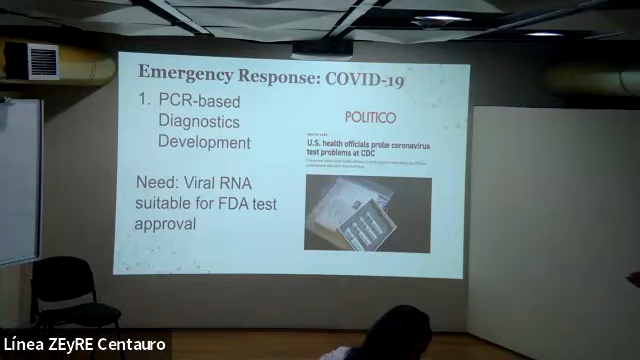 Emergency Response: COVID-19
1. PCR-based
Diagnostics
Development
Need: Viral RNA
suitable for FDA test
approval
POLITICO
U.S. health officials probe coronavirus
test problems at CDC
Línea ZEyRE Centauro